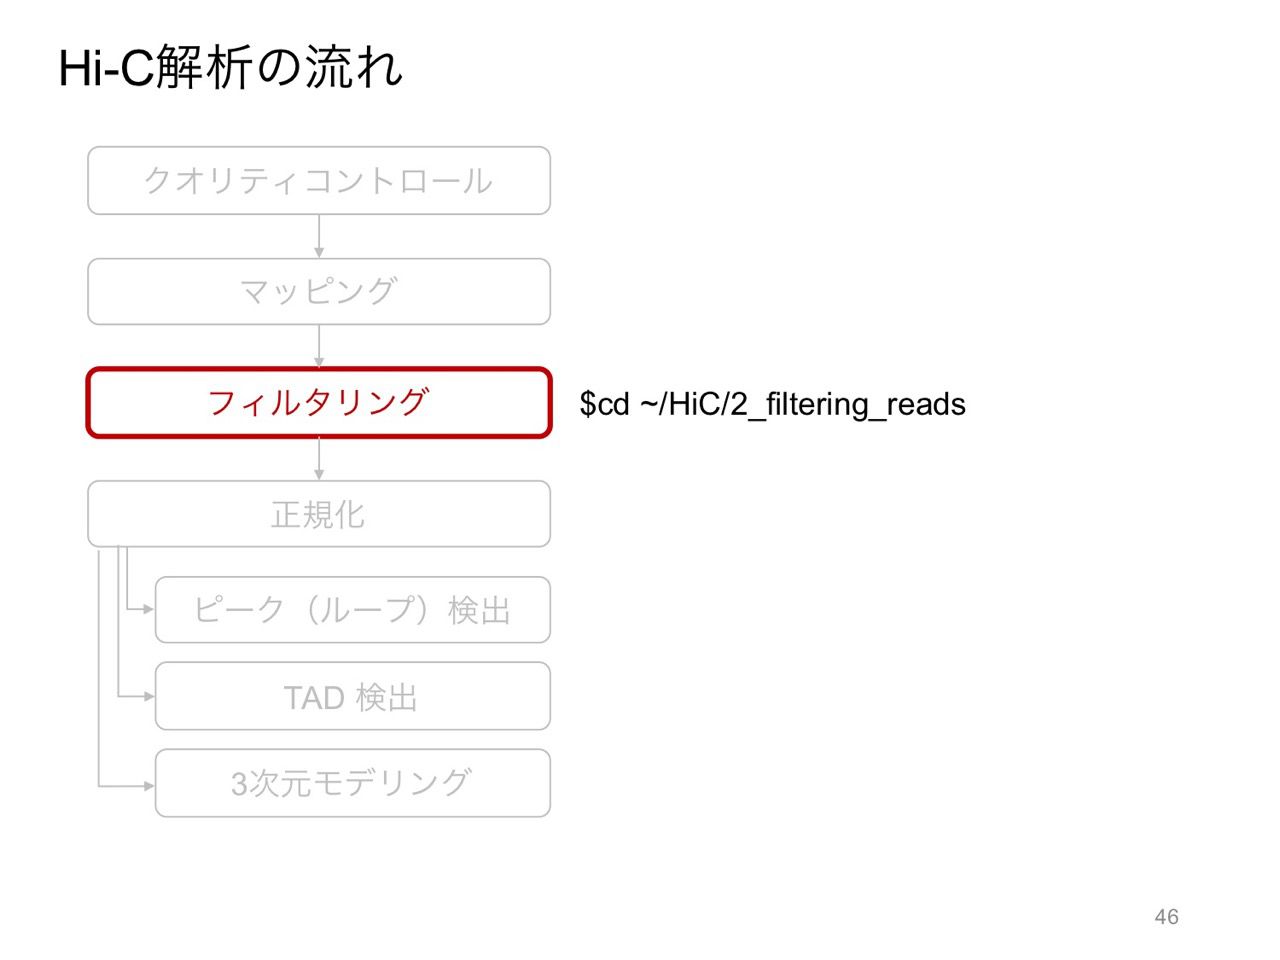 Hi-C解析の流れ
クオリティコントロール
マッピング
フィルタリング
$cd ~/HiC/2_filtering_reads
正規化
ピーク（ループ）検出
TAD 検出
3次元モデリング
46